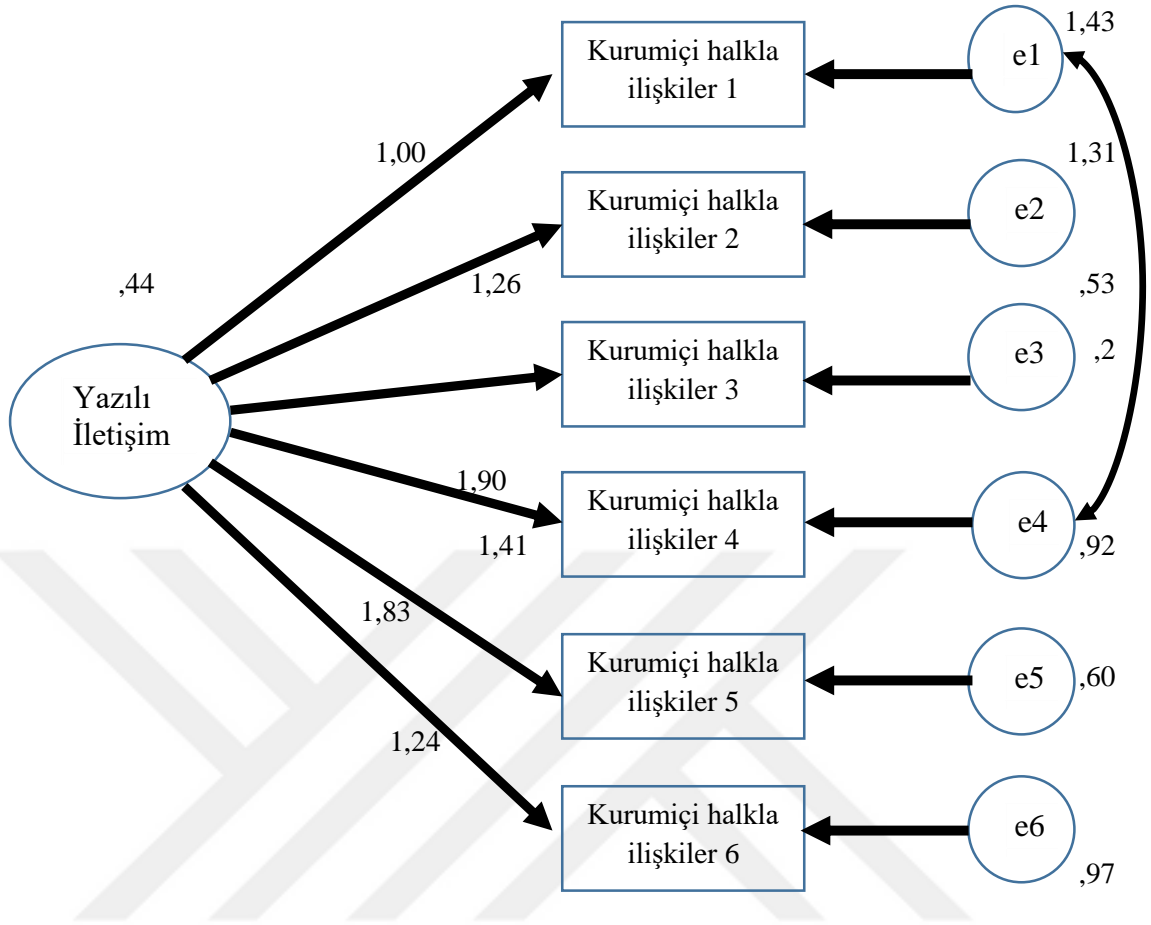 1,43
Kurumiçi halkla
ilişkiler 1
e1
1,00
1,31
Kurumiçi halkla
ilişkiler 2
e2
,44
1,26
,53
Kurumiçi halkla
ilişkiler 3
e3
,2
Yazılı
İletişim
1,90
Kurumiçi halkla
ilişkiler 4
e4
1,41
,92
1,83
Kurumiçi halkla
ilişkiler 5
e5
,60
1,24
Kurumiçi halkla
ilişkiler 6
e6
,97